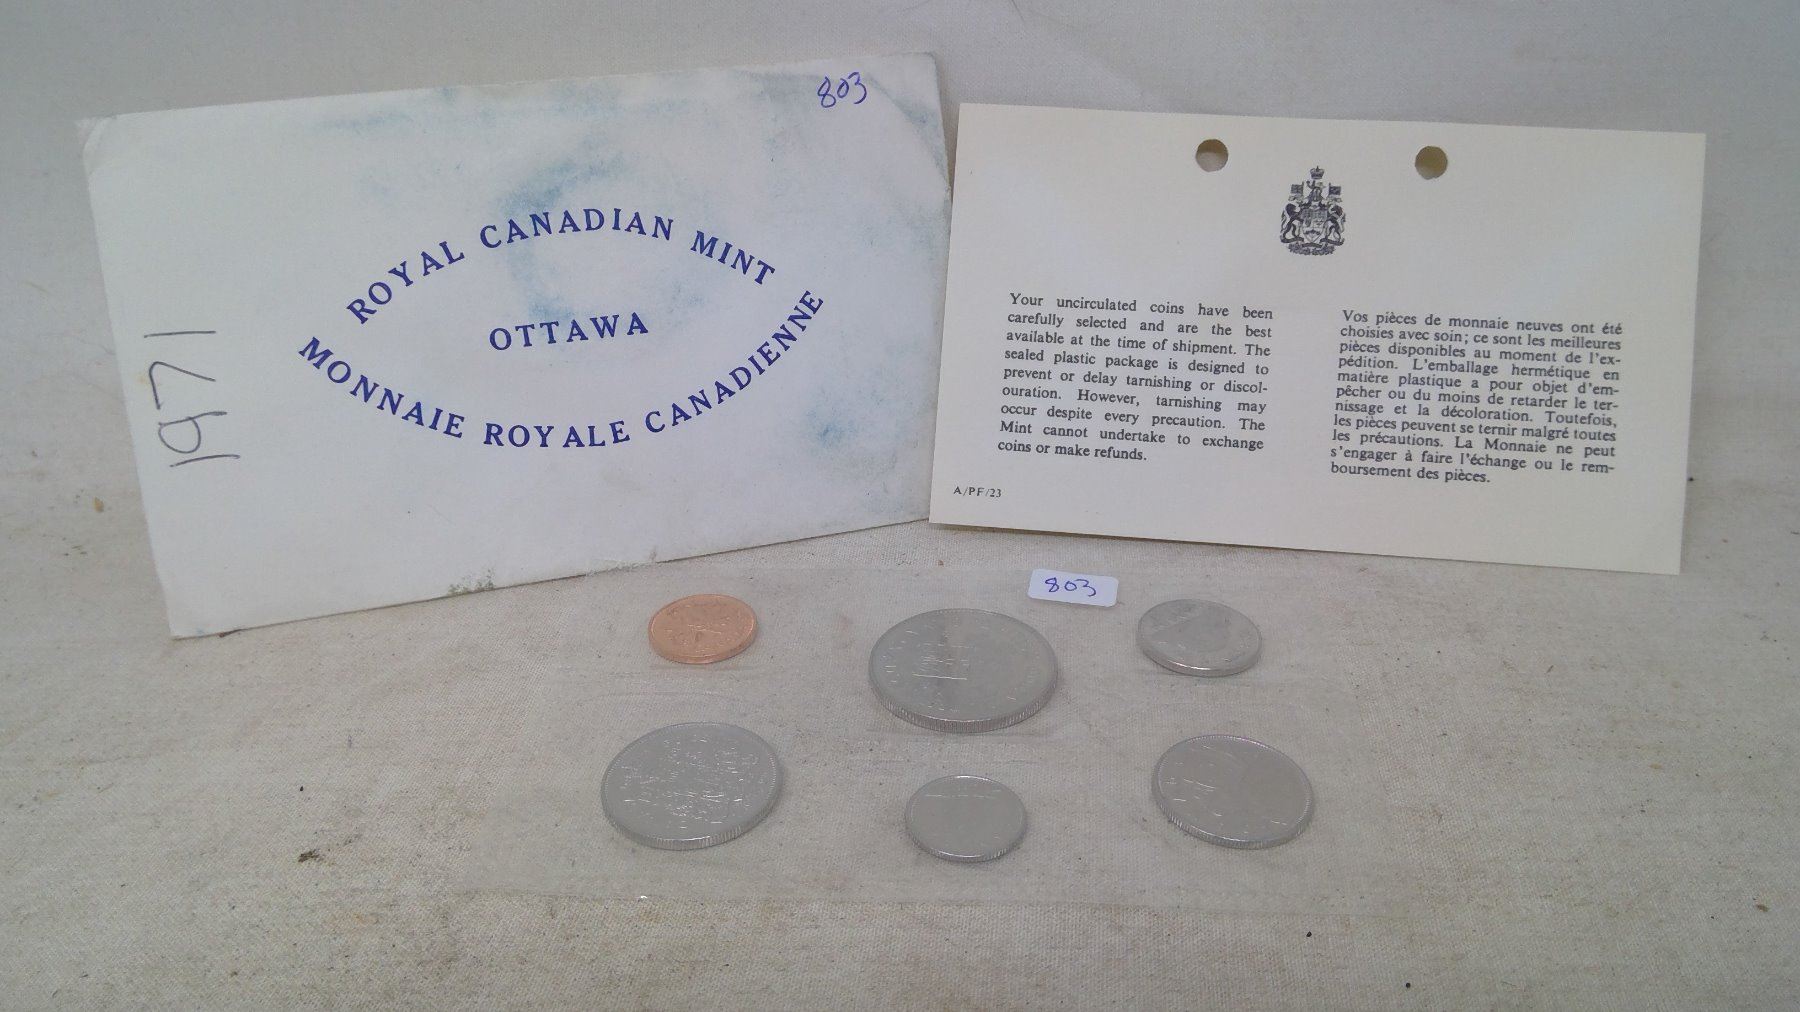 803
ROYAL CANADIAN MINT
OTTAWA
MONNAIE ROYALE CANADIENNE
1971
Your uncirculated coins have been
carefully selected and are the best
available at the time of shipment. The
sealed plastic package is designed to
prevent or delay tarnishing or discol-
ouration. However, tarnishing may
occur despite every precaution. The
Mint cannot undertake to exchange
coins or make refunds.
Vos pièces de monnaie neuves ont été
choisies avec soin; ce sont les meilleures
pièces disponibles au moment de l'ex-
pédition. L'emballage hermétique en
matière plastique a pour objet d'em-
pêcher ou du moins de retarder le ter-
nissage et la décoloration. Toutefois,
les pièces peuvent se ternir malgré toutes
les précautions. La Monnaie ne peut
s'engager à faire l'échange ou le rem-
boursement des pièces.
A/PF/23
803